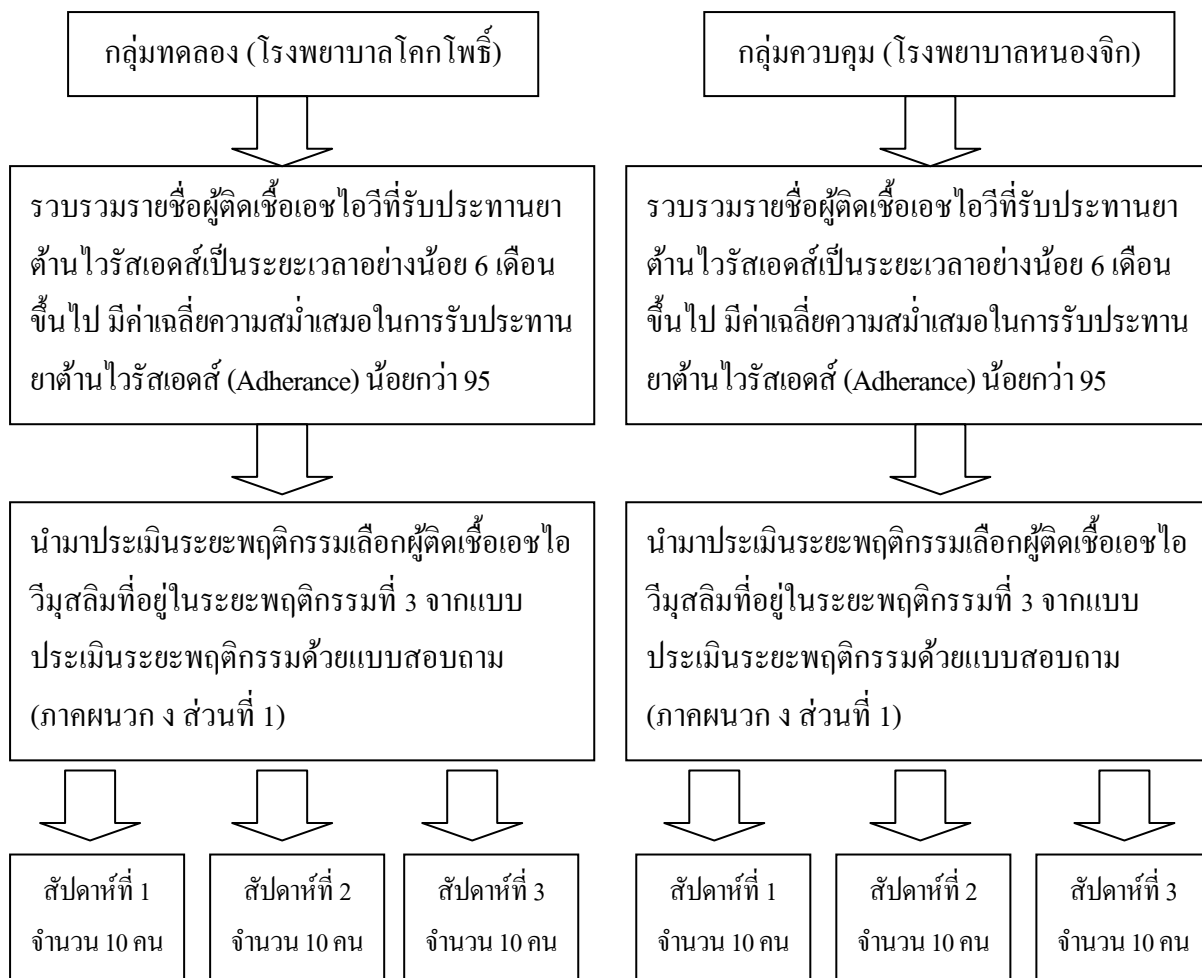 กลุ่มทดลอง (โรงพยาบาลโคกโพธิ์)
รวบรวมรายชื่อผู้ติดเชื้อเอชไอวีที่รับประทานยา
ต้านไวรัสเอดส์เป็นระยะเวลาอย่างน้อย 6 เดือน
ขึ้นไป มีค่าเฉลี่ยความสม่ำเสมอในการรับประทาน
ยาต้านไวรัสเอดส์ (Adherance) น้อยกว่า 95
นำมาประเมินระยะพฤติกรรมเลือกผู้ติดเชื้อเอชไอ
วีมุสลิมที่อยู่ในระยะพฤติกรรมที่ 3 จากแบบ
ประเมินระยะพฤติกรรมด้วยแบบสอบถาม
(ภาคผนวก ง ส่วนที่ 1)
สัปดาห์ที่ 1
จำนวน 10 คน
สัปดาห์ที่ 2
จำนวน 10 คน
สัปดาห์ที่ 3
จำนวน 10 คน
กลุ่มควบคุม (โรงพยาบาลหนองจิก)
รวบรวมรายชื่อผู้ติดเชื้อเอชไอวีที่รับประทานยา
ต้านไวรัสเอดส์เป็นระยะเวลาอย่างน้อย 6 เดือน
ขึ้นไป มีค่าเฉลี่ยความสม่ำเสมอในการรับประทาน
ยาต้านไวรัสเอดส์ (Adherance) น้อยกว่า 95
นำมาประเมินระยะพฤติกรรมเลือกผู้ติดเชื้อเอชไอ
วีมุสลิมที่อยู่ในระยะพฤติกรรมที่ 3 จากแบบ
ประเมินระยะพฤติกรรมด้วยแบบสอบถาม
(ภาคผนวก ง ส่วนที่ 1)
สัปดาห์ที่ 1
จำนวน 10 คน
สัปดาห์ที่ 2
จำนวน 10 คน
สัปดาห์ที่ 3
จำนวน 10 คน